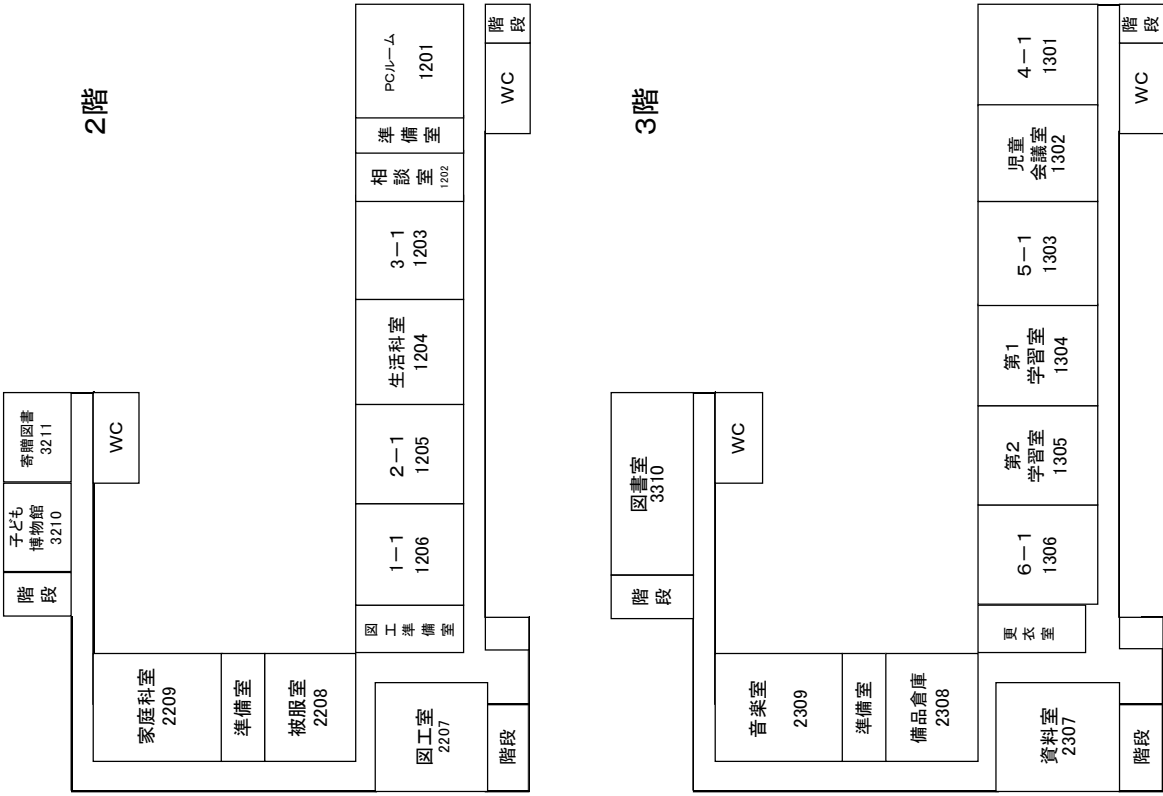 2階
階段
子ども
博物館
3210
寄贈図書
3211
WC
家庭科室
2209
準備室
被服室
2208
図工室
2207
階段
図工準備室
1-1
1206
2-1
1205
生活科室
1204
3-1
1203
相談室
1202
準備室
PCルーム
1201
WC
階段
3階
階段
図書室
3310
WC
音楽室
2309
準備室
備品倉庫
2308
資料室
2307
階段
更衣室
6-1
1306
第2
学習室
1305
第1
学習室
1304
5-1
1303
児童
会議室
1302
4-1
1301
WC
階段